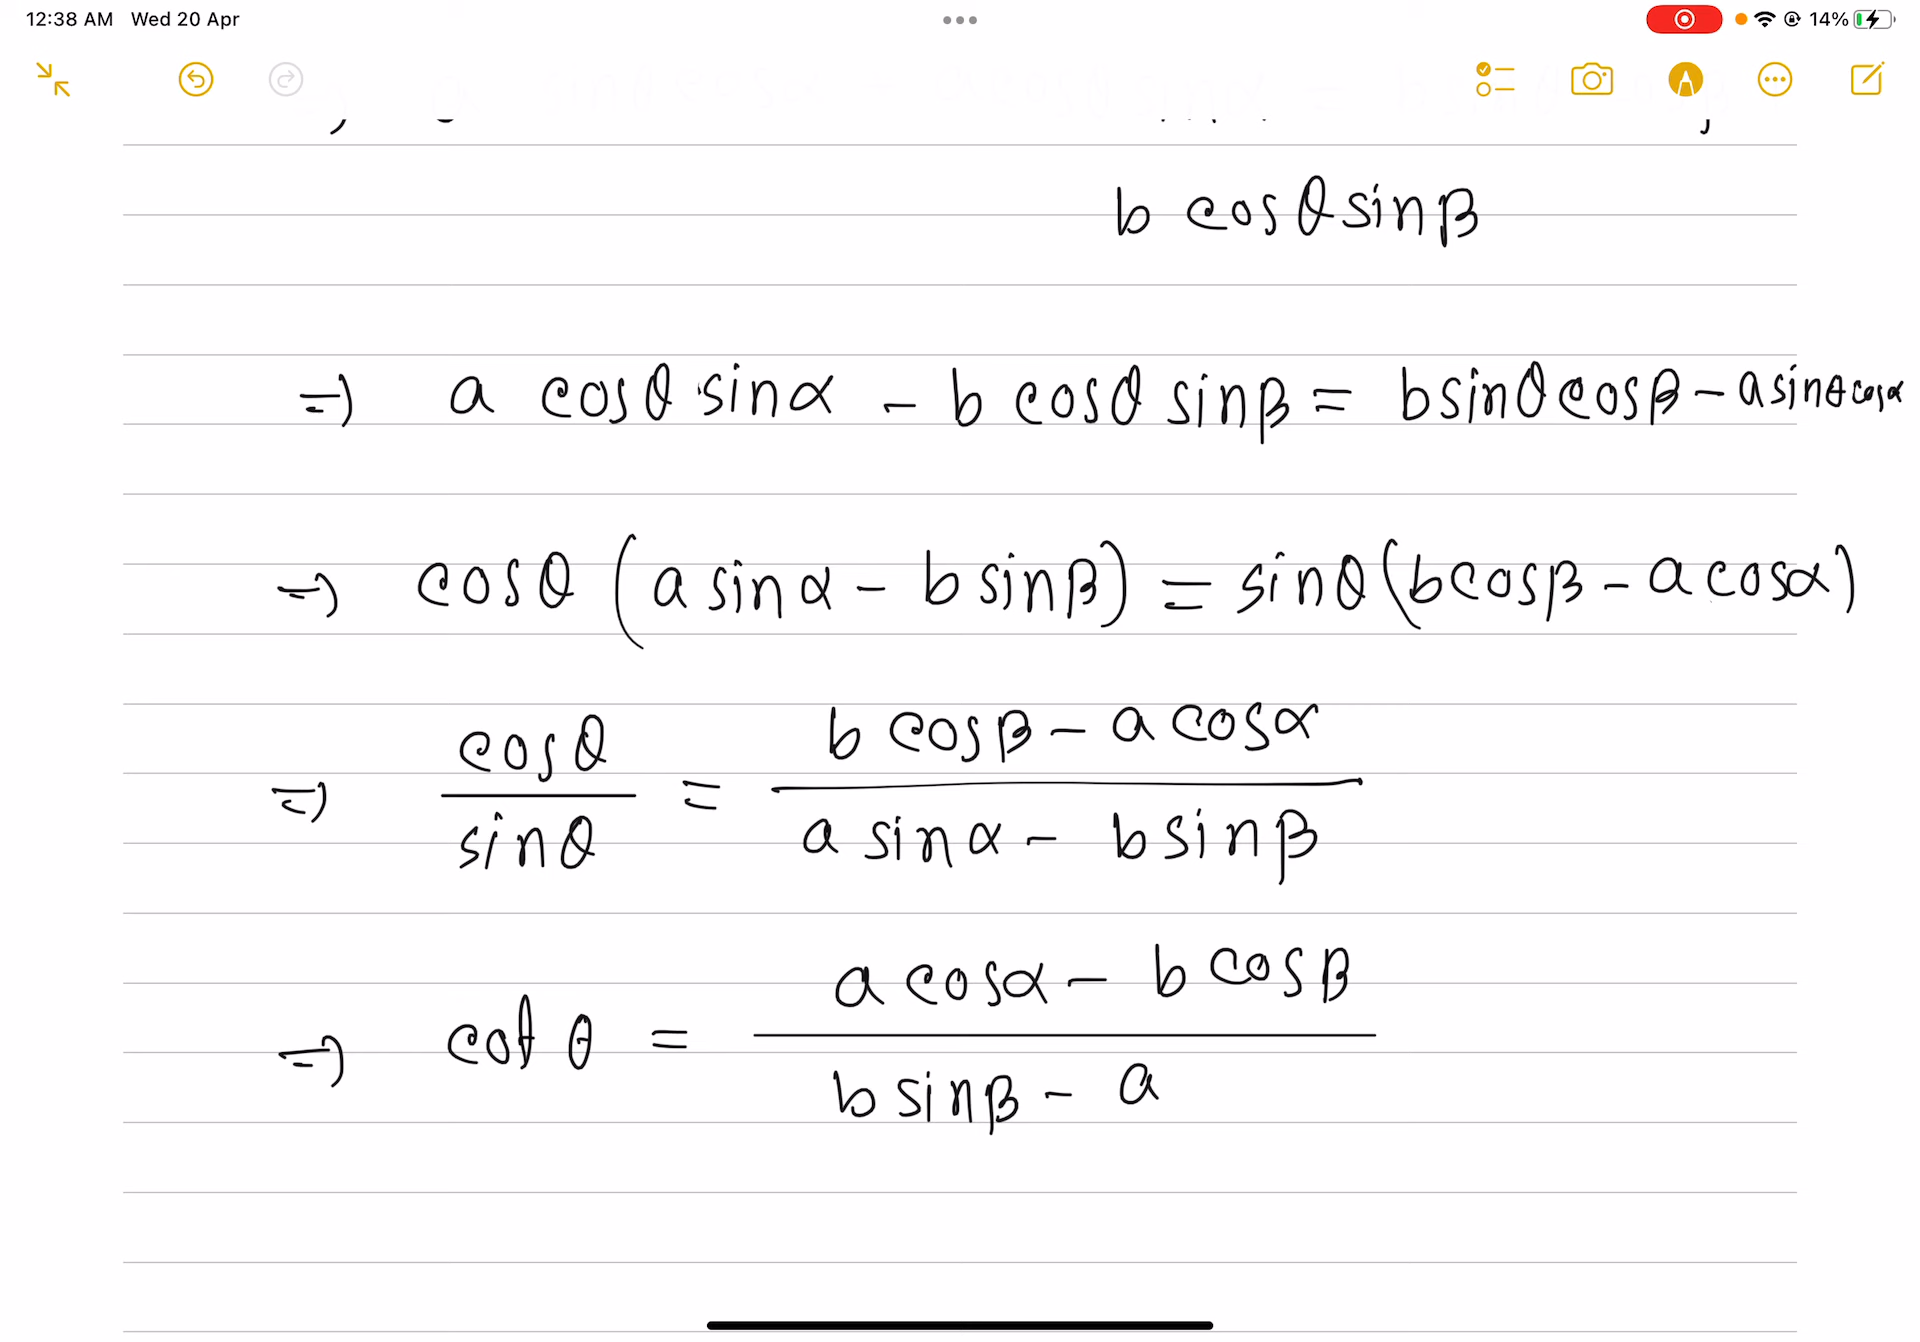 12:38 AM Wed 20 Apr 14%
b cosθ sinβ
=) a cosθ sinα - b cosθ sinβ = b sinθ cosβ - a sinθ cosα
=) cosθ (a sinα - b sinβ) = sinθ (b cosβ - a cosα)
=) cosθ / sinθ = b cosβ - a cosα / a sinα - b sinβ
=) cot θ = a cosα - b cosβ / b sinβ - a